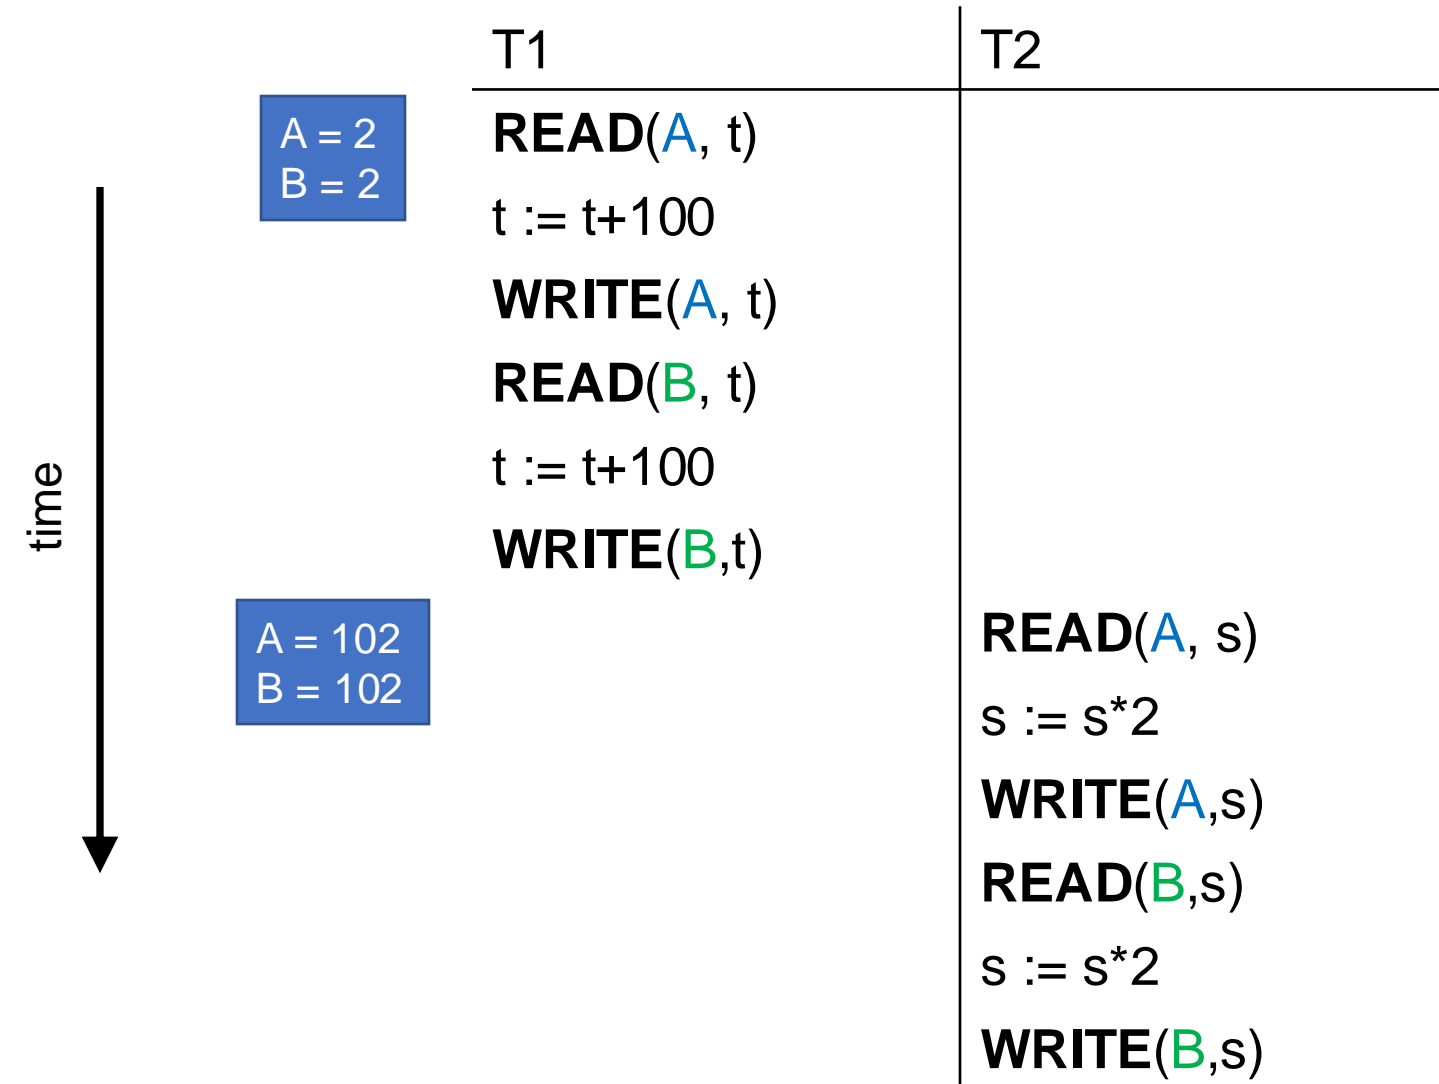 T1
T2
A = 2
B = 2
READ(A, t)
t := t+100
WRITE(A, t)
READ(B, t)
t := t+100
WRITE(B,t)
time
A = 102
B = 102
READ(A, s)
s := s*2
WRITE(A,s)
READ(B,s)
s := s*2
WRITE(B,s)